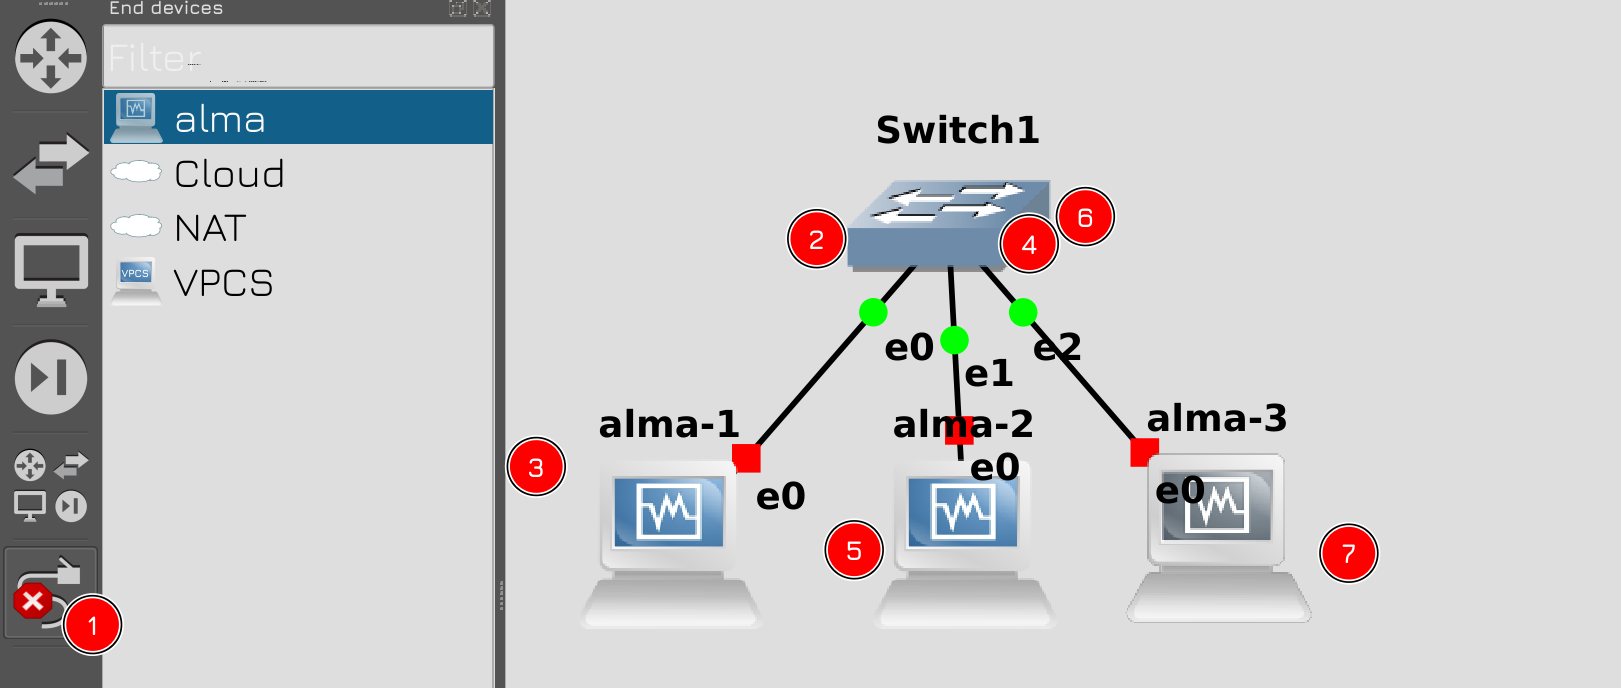 End devices
Filter
alma
Cloud
NAT
VPCS
VPCS
1
Switch1
2
4
6
e0
e1
e2
alma-1
alma-2
alma-3
3
e0
e0
e0
5
7